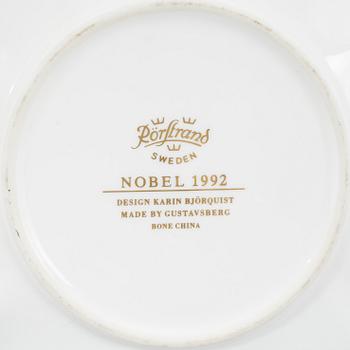 Rörstrand
SWEDEN
NOBEL 1992
DESIGN KARIN BJÖRQUIST
MADE BY GUSTAVSBERG
BONE CHINA